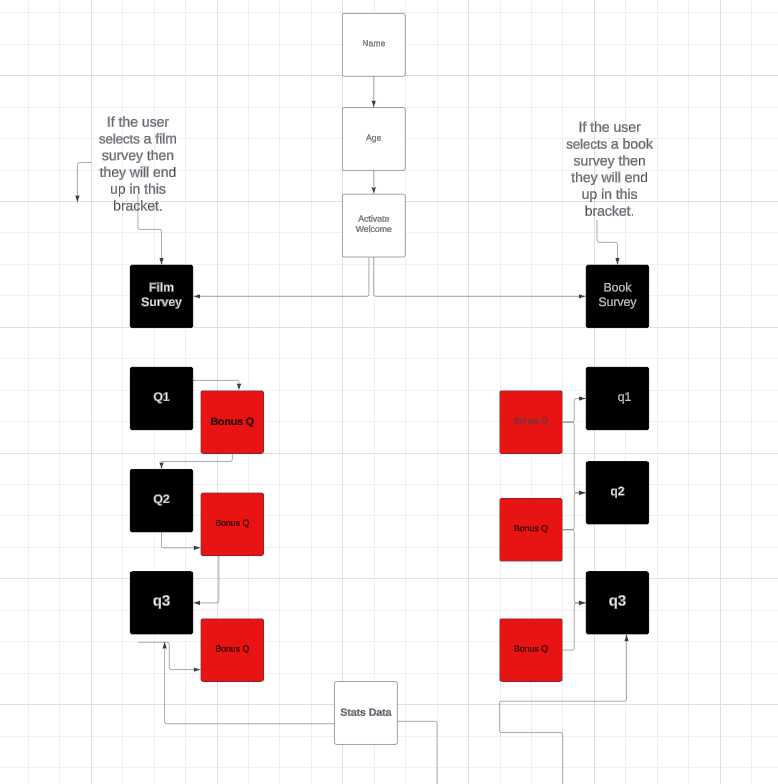 Name
Age
If the user
selects a film
survey then
they will end
up in this
bracket.
If the user
selects a book
survey then
they will end
up in this
bracket.
Activate
Welcome
Film
Survey
Book
Survey
Q1
Bonus Q
Bonus Q
q1
Q2
Bonus Q
Bonus Q
q2
q3
Bonus Q
Bonus Q
q3
Stats Data